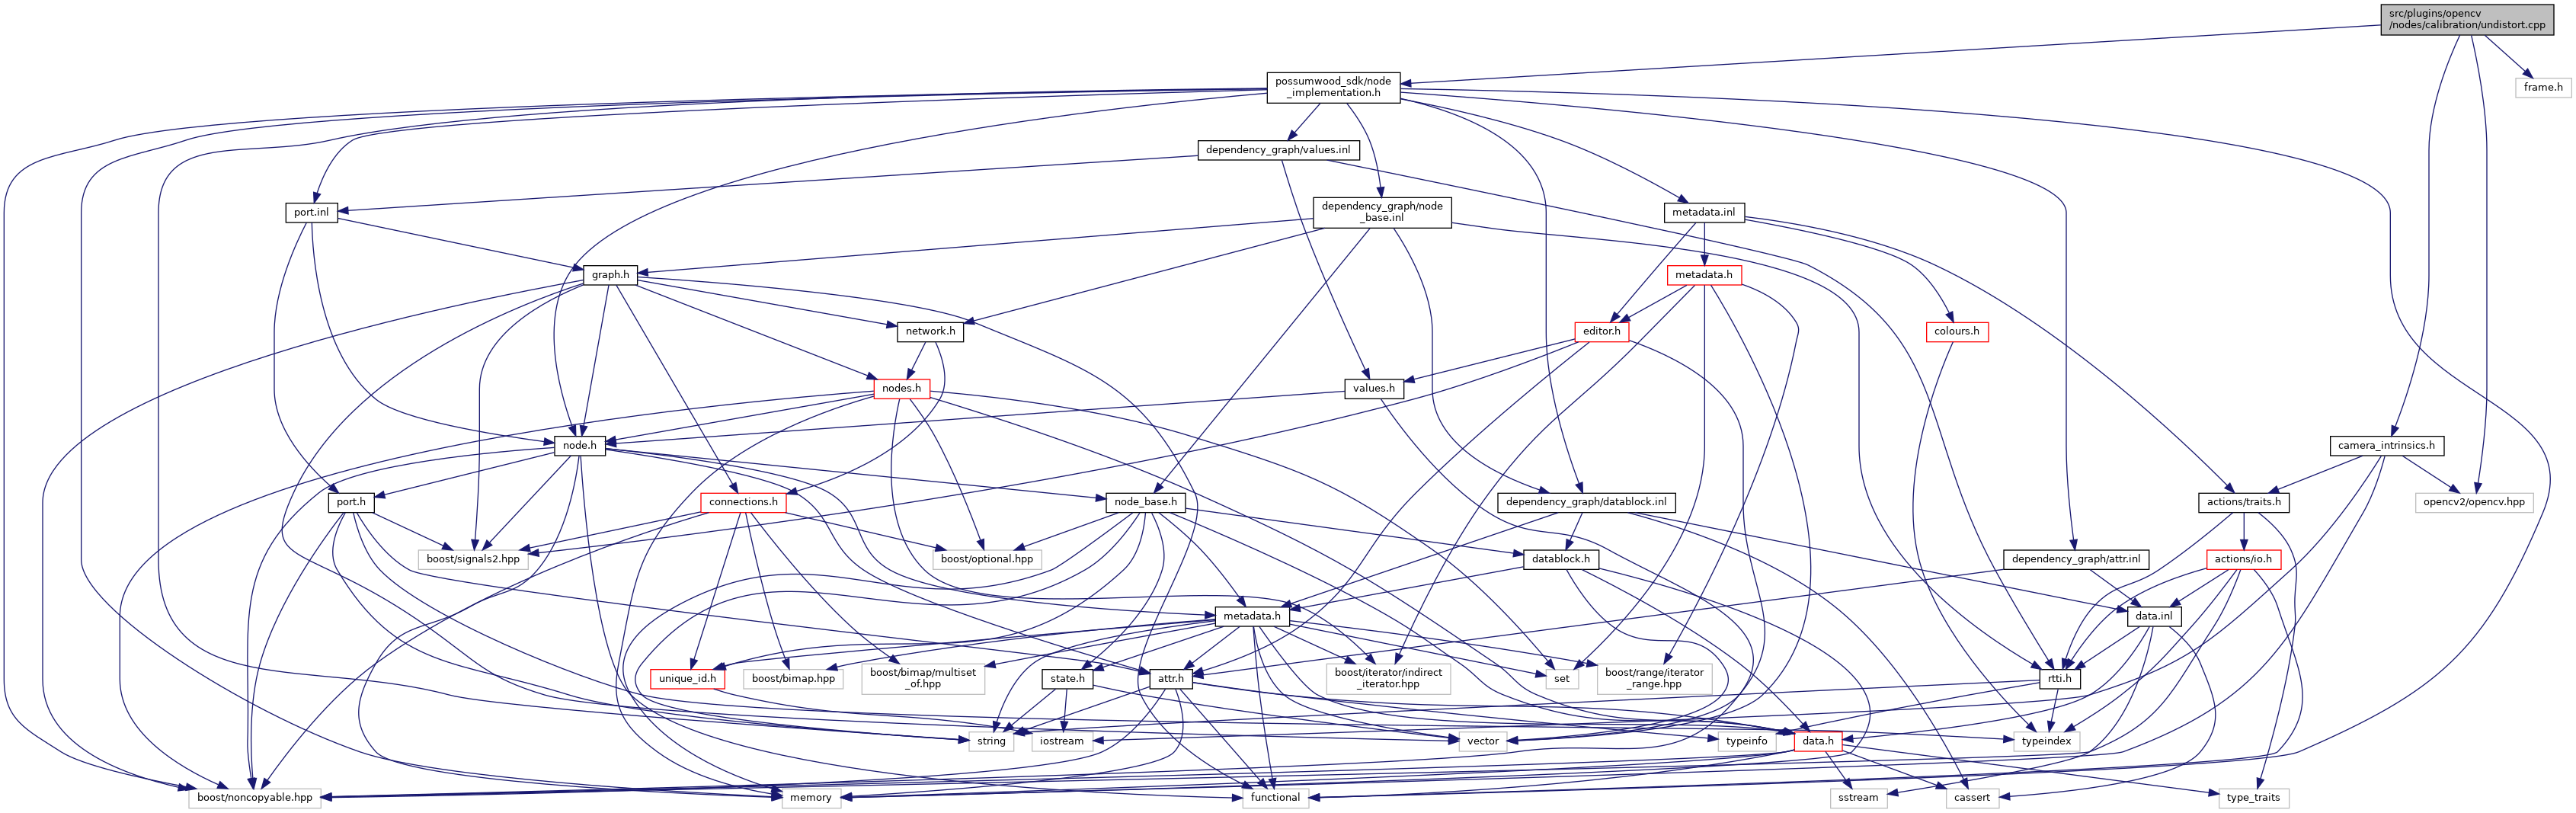 src/plugins/opencv
/nodes/calibration/undistort.cpp
possumwood_sdk/node
_implementation.h
frame.h
dependency_graph/values.inl
port.inl
dependency_graph/node
_base.inl
metadata.inl
graph.h
metadata.h
network.h
editor.h
colours.h
nodes.h
values.h
node.h
camera_intrinsics.h
port.h
connections.h
node_base.h
dependency_graph/datablock.inl
actions/traits.h
opencv2/opencv.hpp
boost/signals2.hpp
boost/optional.hpp
datablock.h
dependency_graph/attr.inl
actions/io.h
metadata.h
data.inl
unique_id.h
boost/bimap.hpp
boost/bimap/multiset
_of.hpp
state.h
attr.h
boost/iterator/indirect
_iterator.hpp
set
boost/range/iterator
_range.hpp
rtti.h
string
iostream
vector
typeinfo
data.h
typeindex
boost/noncopyable.hpp
memory
functional
sstream
cassert
type_traits